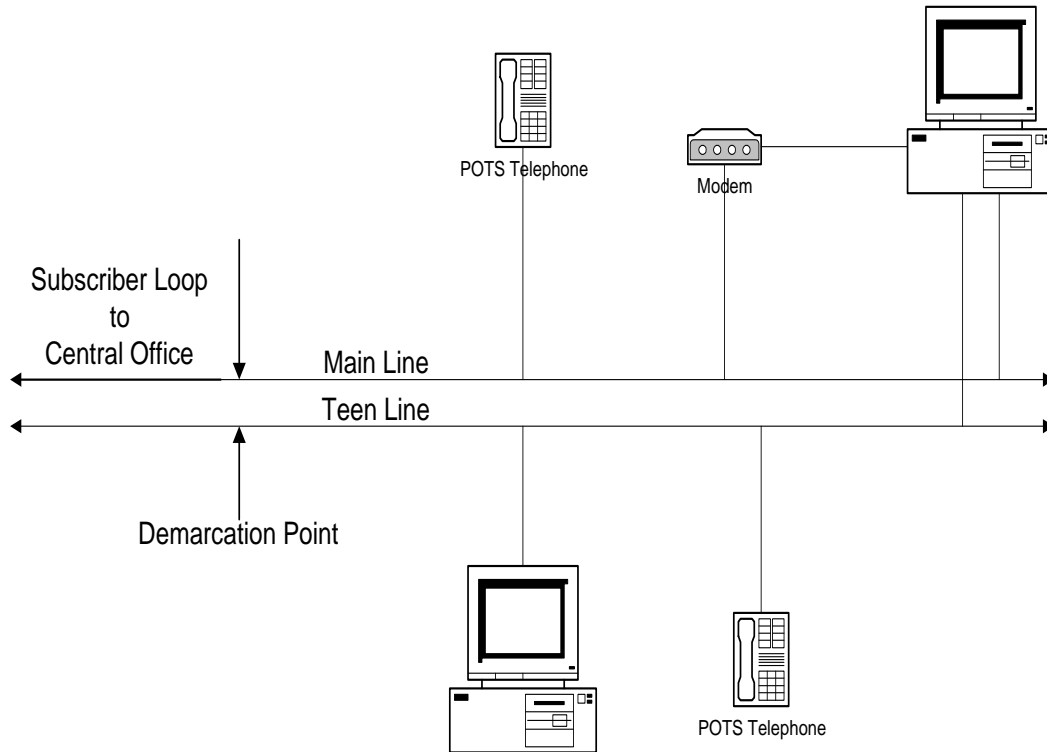 POTS Telephone
Modem
Subscriber Loop
to
Central Office
Main Line
Teen Line
Demarcation Point
POTS Telephone